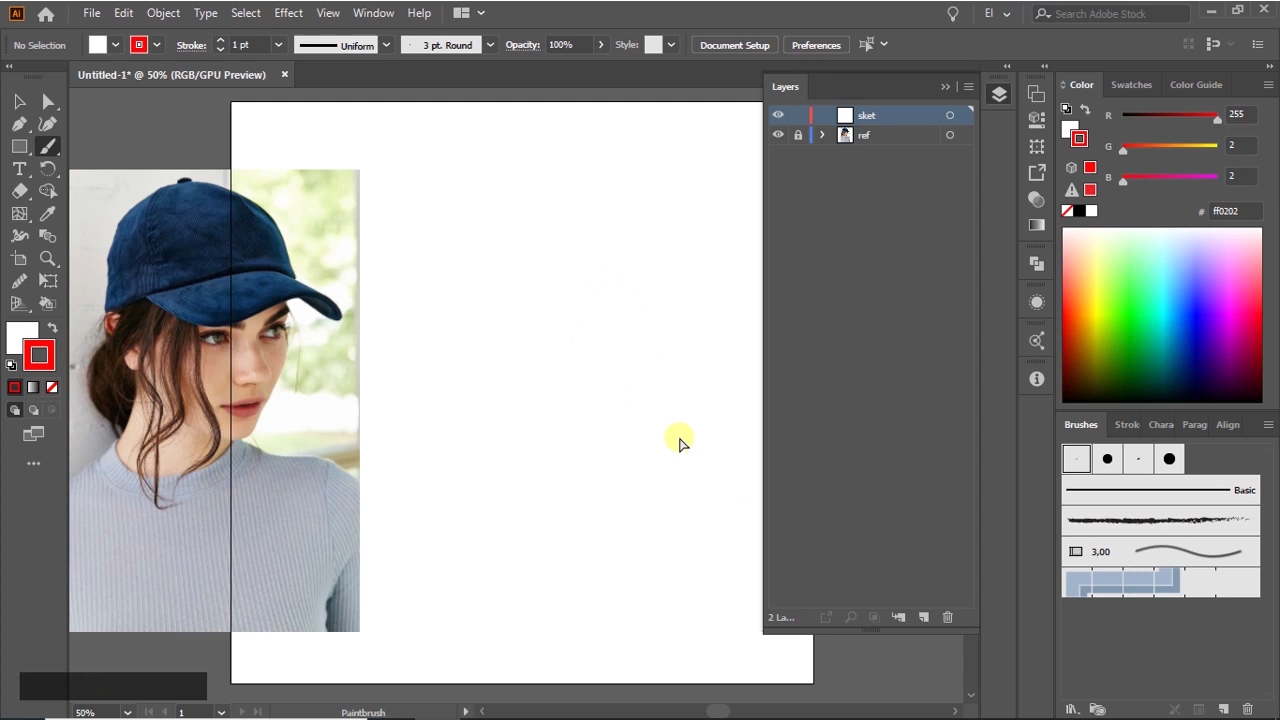 Ai File Edit Object Type Select Effect View Window Help El Search Adobe Stock
No Selection Stroke: 1 pt Uniform 3 pt. Round Opacity: 100% Style: Document Setup Preferences
Untitled-1* @ 50% (RGB/GPU Preview)
Layers
sket
ref
2 La...
Color Swatches Color Guide
R 255
G 2
B 2
# ff0202
Brushes Strok Chara Parag Align
Basic
3,00
50% 1 Paintbrush